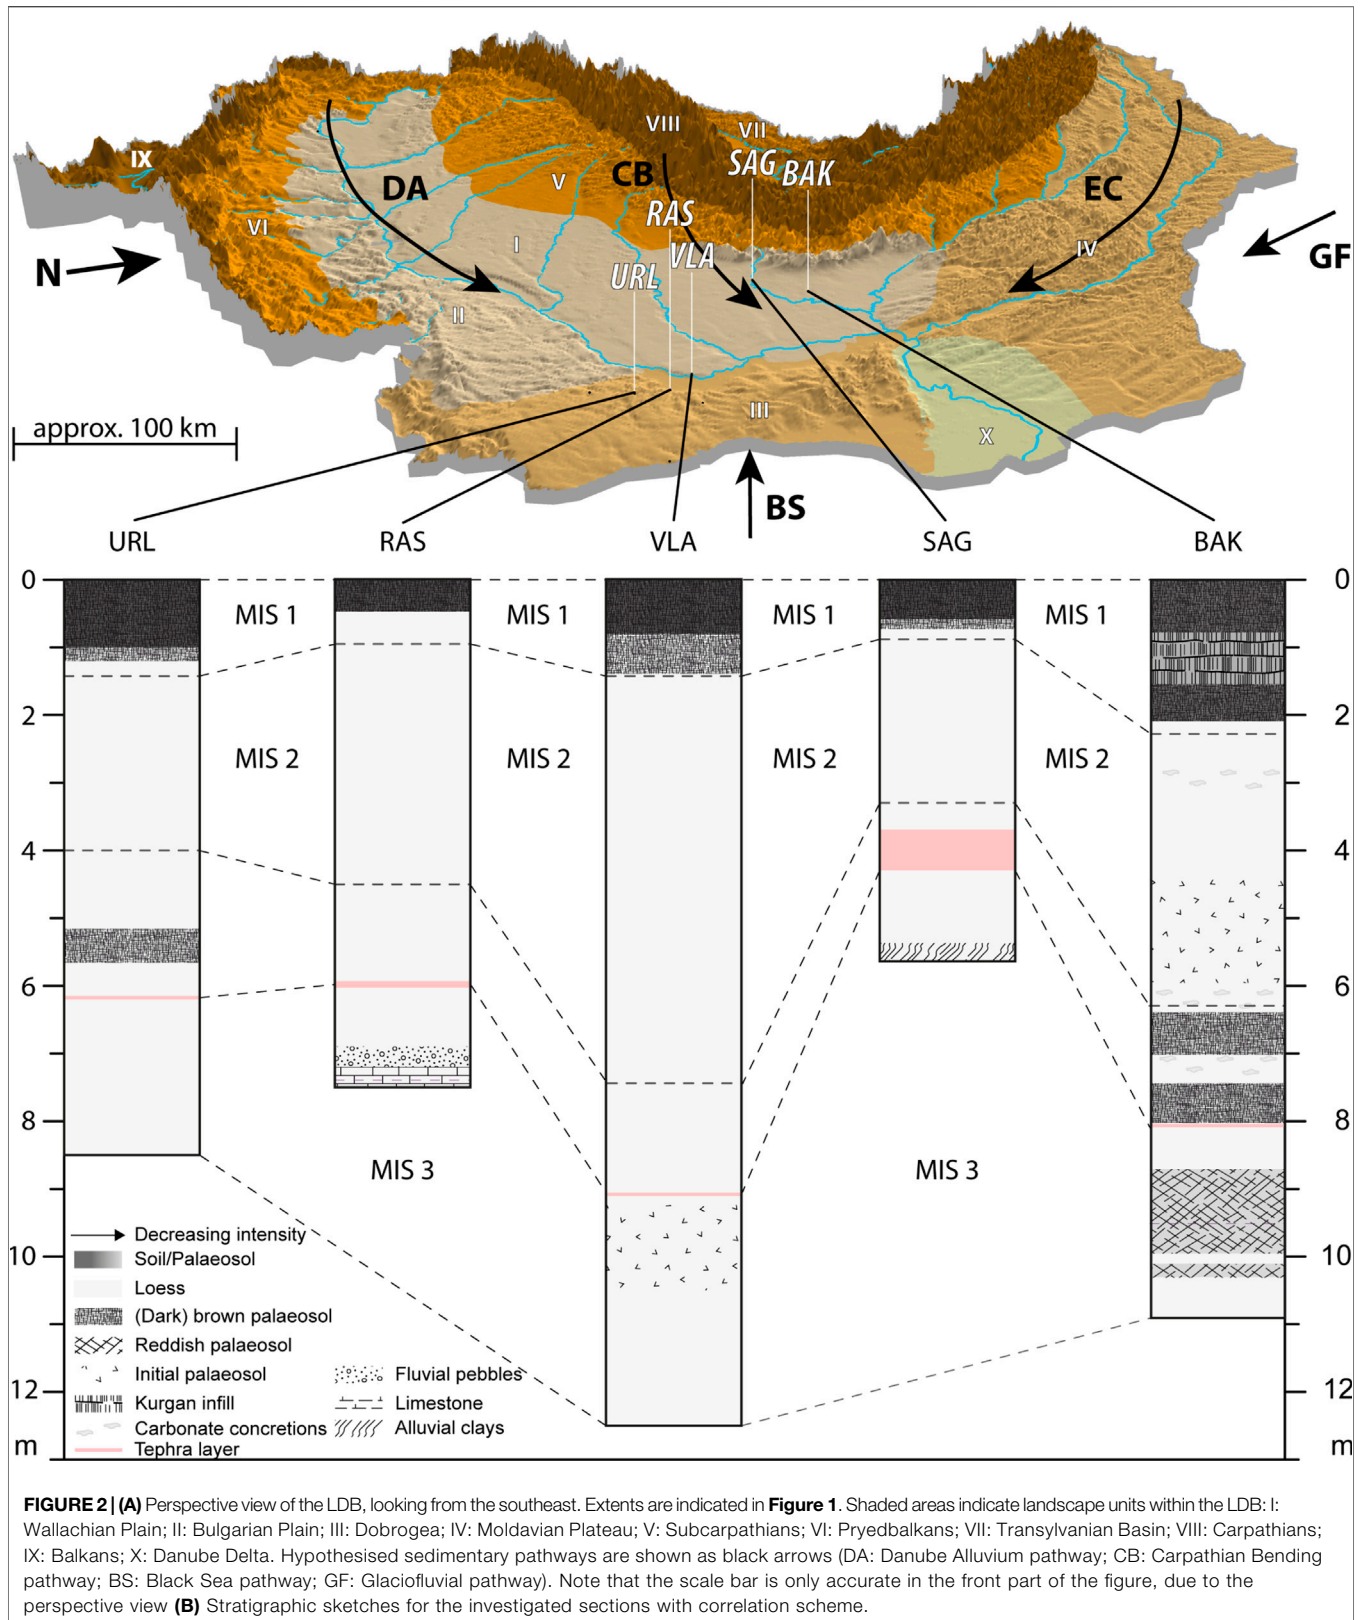 IX
VIII
VII
CB
SAG
BAK
DA
V
EC
RAS
VI
I
VLA
IV
GF
N
URL
II
approx. 100 km
III
X
BS
URL
RAS
VLA
SAG
BAK
0
0
MIS 1
MIS 1
MIS 1
MIS 1
2
2
MIS 2
MIS 2
MIS 2
MIS 2
4
4
6
6
8
8
MIS 3
MIS 3
Decreasing intensity
Soil/Palaeosol
10
10
Loess
(Dark) brown palaeosol
Reddish palaeosol
Initial palaeosol
Fluvial pebbles
12
12
Kurgan infill
Limestone
Carbonate concretions
Alluvial clays
m
m
Tephra layer
FIGURE 2 | (A) Perspective view of the LDB, looking from the southeast. Extents are indicated in Figure 1. Shaded areas indicate landscape units within the LDB: I:
Wallachian Plain; II: Bulgarian Plain; III: Dobrogea; IV: Moldavian Plateau; V: Subcarpathians; VI: Pryedbalkans; VII: Transylvanian Basin; VIII: Carpathians;
IX: Balkans; X: Danube Delta. Hypothesised sedimentary pathways are shown as black arrows (DA: Danube Alluvium pathway; CB: Carpathian Bending
pathway; BS: Black Sea pathway; GF: Glaciofluvial pathway). Note that the scale bar is only accurate in the front part of the figure, due to the
perspective view (B) Stratigraphic sketches for the investigated sections with correlation scheme.